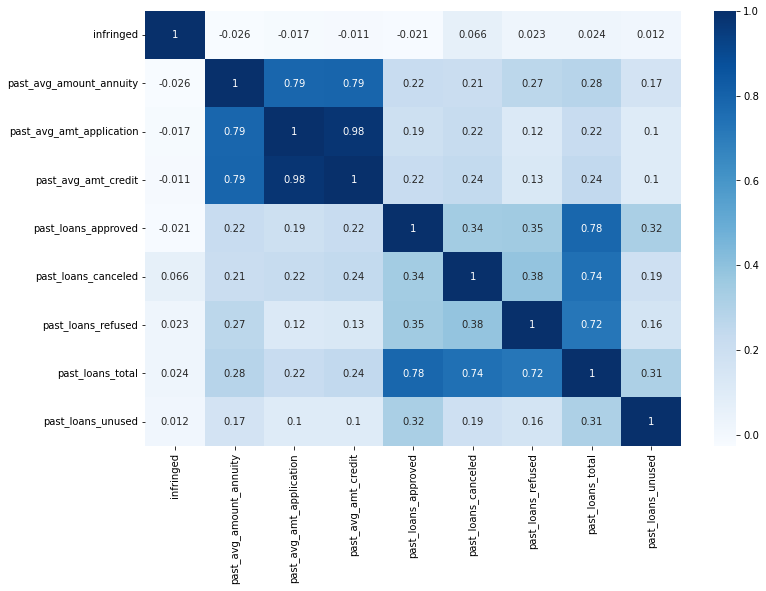 infringed 1 -0.026 -0.017 -0.011 -0.021 0.066 0.023 0.024 0.012
past_avg_amount_annuity -0.026 1 0.79 0.79 0.22 0.21 0.27 0.28 0.17
past_avg_amt_application -0.017 0.79 1 0.98 0.19 0.22 0.12 0.22 0.1
past_avg_amt_credit -0.011 0.79 0.98 1 0.22 0.24 0.13 0.24 0.1
past_loans_approved -0.021 0.22 0.19 0.22 1 0.34 0.35 0.78 0.32
past_loans_canceled 0.066 0.21 0.22 0.24 0.34 1 0.38 0.74 0.19
past_loans_refused 0.023 0.27 0.12 0.13 0.35 0.38 1 0.72 0.16
past_loans_total 0.024 0.28 0.22 0.24 0.78 0.74 0.72 1 0.31
past_loans_unused 0.012 0.17 0.1 0.1 0.32 0.19 0.16 0.31 1
infringed
past_avg_amount_annuity
past_avg_amt_application
past_avg_amt_credit
past_loans_approved
past_loans_canceled
past_loans_refused
past_loans_total
past_loans_unused
1.0
0.8
0.6
0.4
0.2
0.0